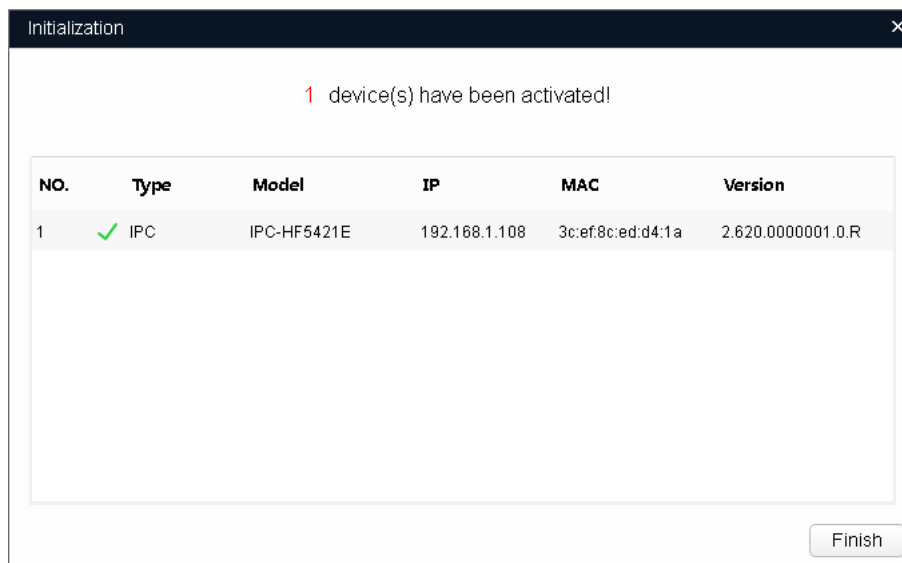 Initialization
1 device(s) have been activated!
NO. Type Model IP MAC Version
1 IPC IPC-HF5421E 192.168.1.108 3c:ef:8c:ed:d4:1a 2.620.0000001.0.R
Finish